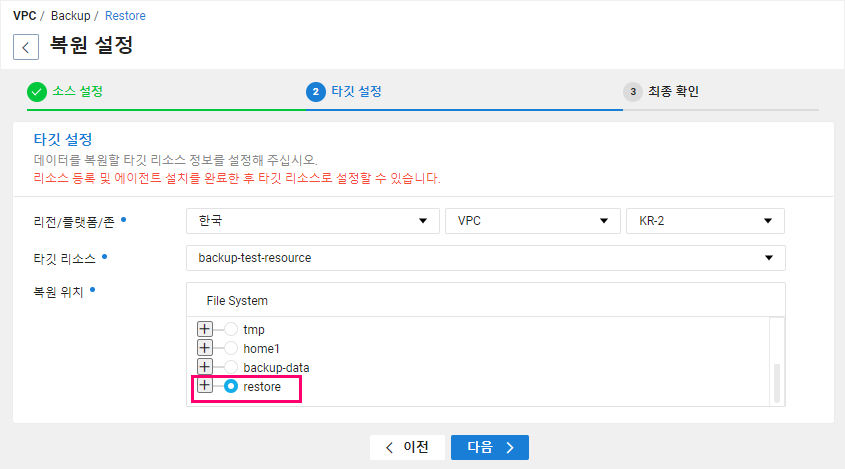 VPC / Backup / Restore
복원 설정
소스 설정 2 타깃 설정 3 최종 확인
타깃 설정
데이터를 복원할 타깃 리소스 정보를 설정해 주십시오.
리소스 등록 및 에이전트 설치를 완료한 후 타깃 리소스로 설정할 수 있습니다.
리전/플랫폼/존 한국 VPC KR-2
타깃 리소스 backup-test-resource
복원 위치 File System
tmp
home1
backup-data
restore
이전 다음